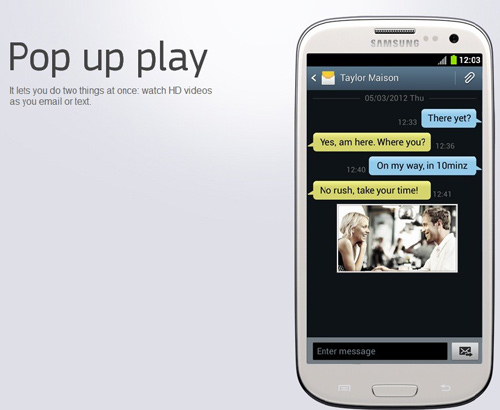 Pop up play
It lets you do two things at once: watch HD videos
as you email or text.
SAMSUNG
12:03
Taylor Maison
05/03/2012 Thu
12:33 There yet?
Yes, am here. Where you? 12:36
12:40 On my way, in 10minz
No rush, take your time! 12:41
Enter message